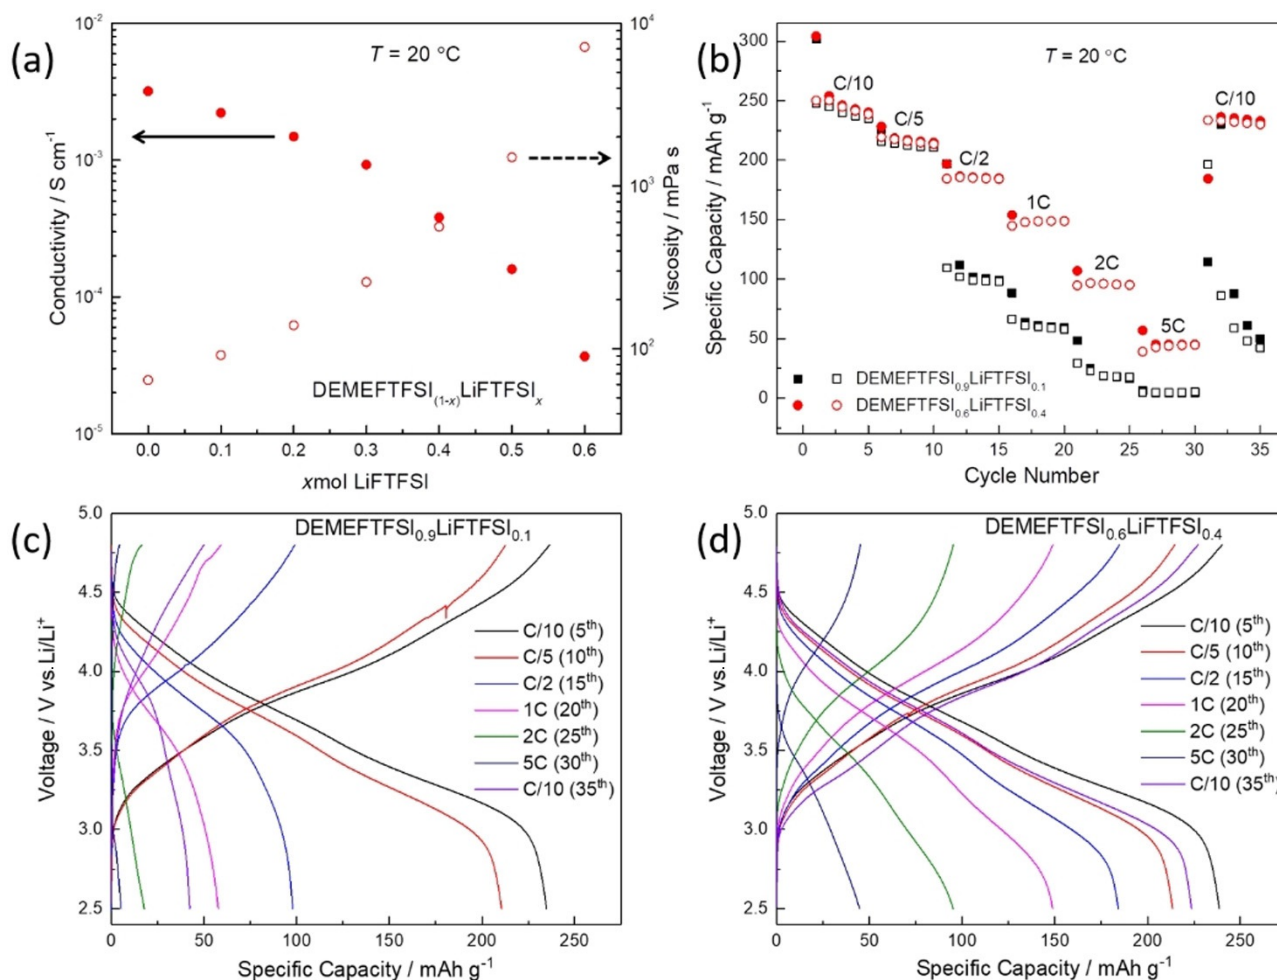 (a)
T = 20 °C
10⁻²
10⁻³
10⁻⁴
10⁻⁵
Conductivity / S cm⁻¹
10⁴
10³
10²
Viscosity / mPa s
DEMEFTFSI₍₁₋ₓ₎LiFTFSIₓ
0.0 0.1 0.2 0.3 0.4 0.5 0.6
xmol LiFTFSI
(b)
T = 20 °C
300
250
200
150
100
50
0
Specific Capacity / mAh g⁻¹
C/10
C/5
C/2
1C
2C
5C
C/10
DEMEFTFSI₀.₉LiFTFSI₀.₁
DEMEFTFSI₀.₆LiFTFSI₀.₄
0 5 10 15 20 25 30 35
Cycle Number
(c)
DEMEFTFSI₀.₉LiFTFSI₀.₁
5.0
4.5
4.0
3.5
3.0
2.5
Voltage / V vs.Li/Li⁺
C/10 (5ᵗʰ)
C/5 (10ᵗʰ)
C/2 (15ᵗʰ)
1C (20ᵗʰ)
2C (25ᵗʰ)
5C (30ᵗʰ)
C/10 (35ᵗʰ)
0 50 100 150 200 250
Specific Capacity / mAh g⁻¹
(d)
DEMEFTFSI₀.₆LiFTFSI₀.₄
5.0
4.5
4.0
3.5
3.0
2.5
Voltage / V vs.Li/Li⁺
C/10 (5ᵗʰ)
C/5 (10ᵗʰ)
C/2 (15ᵗʰ)
1C (20ᵗʰ)
2C (25ᵗʰ)
5C (30ᵗʰ)
C/10 (35ᵗʰ)
0 50 100 150 200 250
Specific Capacity / mAh g⁻¹